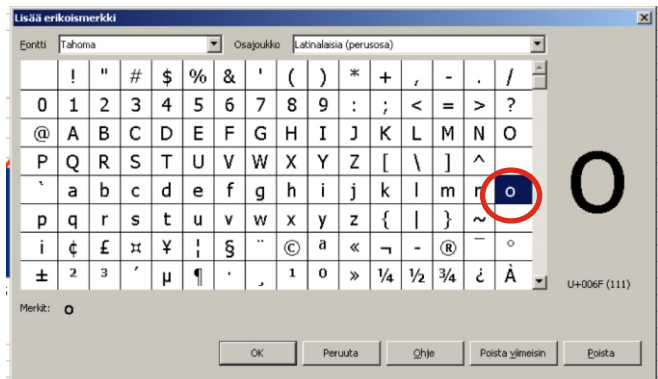 Lisää erikoismerkki
Fontti Tahoma Osajoukko Latinalaisia (perusosa)
! " # $ % & ' ( ) * + , - . /
0 1 2 3 4 5 6 7 8 9 : ; < = > ?
@ A B C D E F G H I J K L M N O
P Q R S T U V W X Y Z [ \ ] ^
` a b c d e f g h i j k l m n o
p q r s t u v w x y z { | } ~
¡ ¢ £ ¤ ¥ ¦ § ¨ © ª « ¬ - ® ¯ °
± ² ³ ´ µ ¶ · ¸ ¹ º » ¼ ½ ¾ ¿ À
o
U+006F (111)
Merkit: o
OK Peruuta Ohje Poista viimeisin Poista